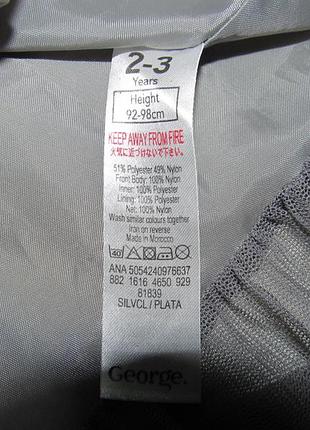 2-3
Years
Height
92-98cm
KEEP AWAY FROM FIRE
火気に近づけないで下さい。
51% Polyester 49% Nylon
Front Body: 100% Nylon
Inner: 100% Polyester
Lining: 100% Polyester
Net: 100% Nylon
Wash similar colours together
Iron on reverse
Made in Morocco
40
ANA 5054240976637
882 1616 4650 929
81839
SILVCL / PLATA
George.